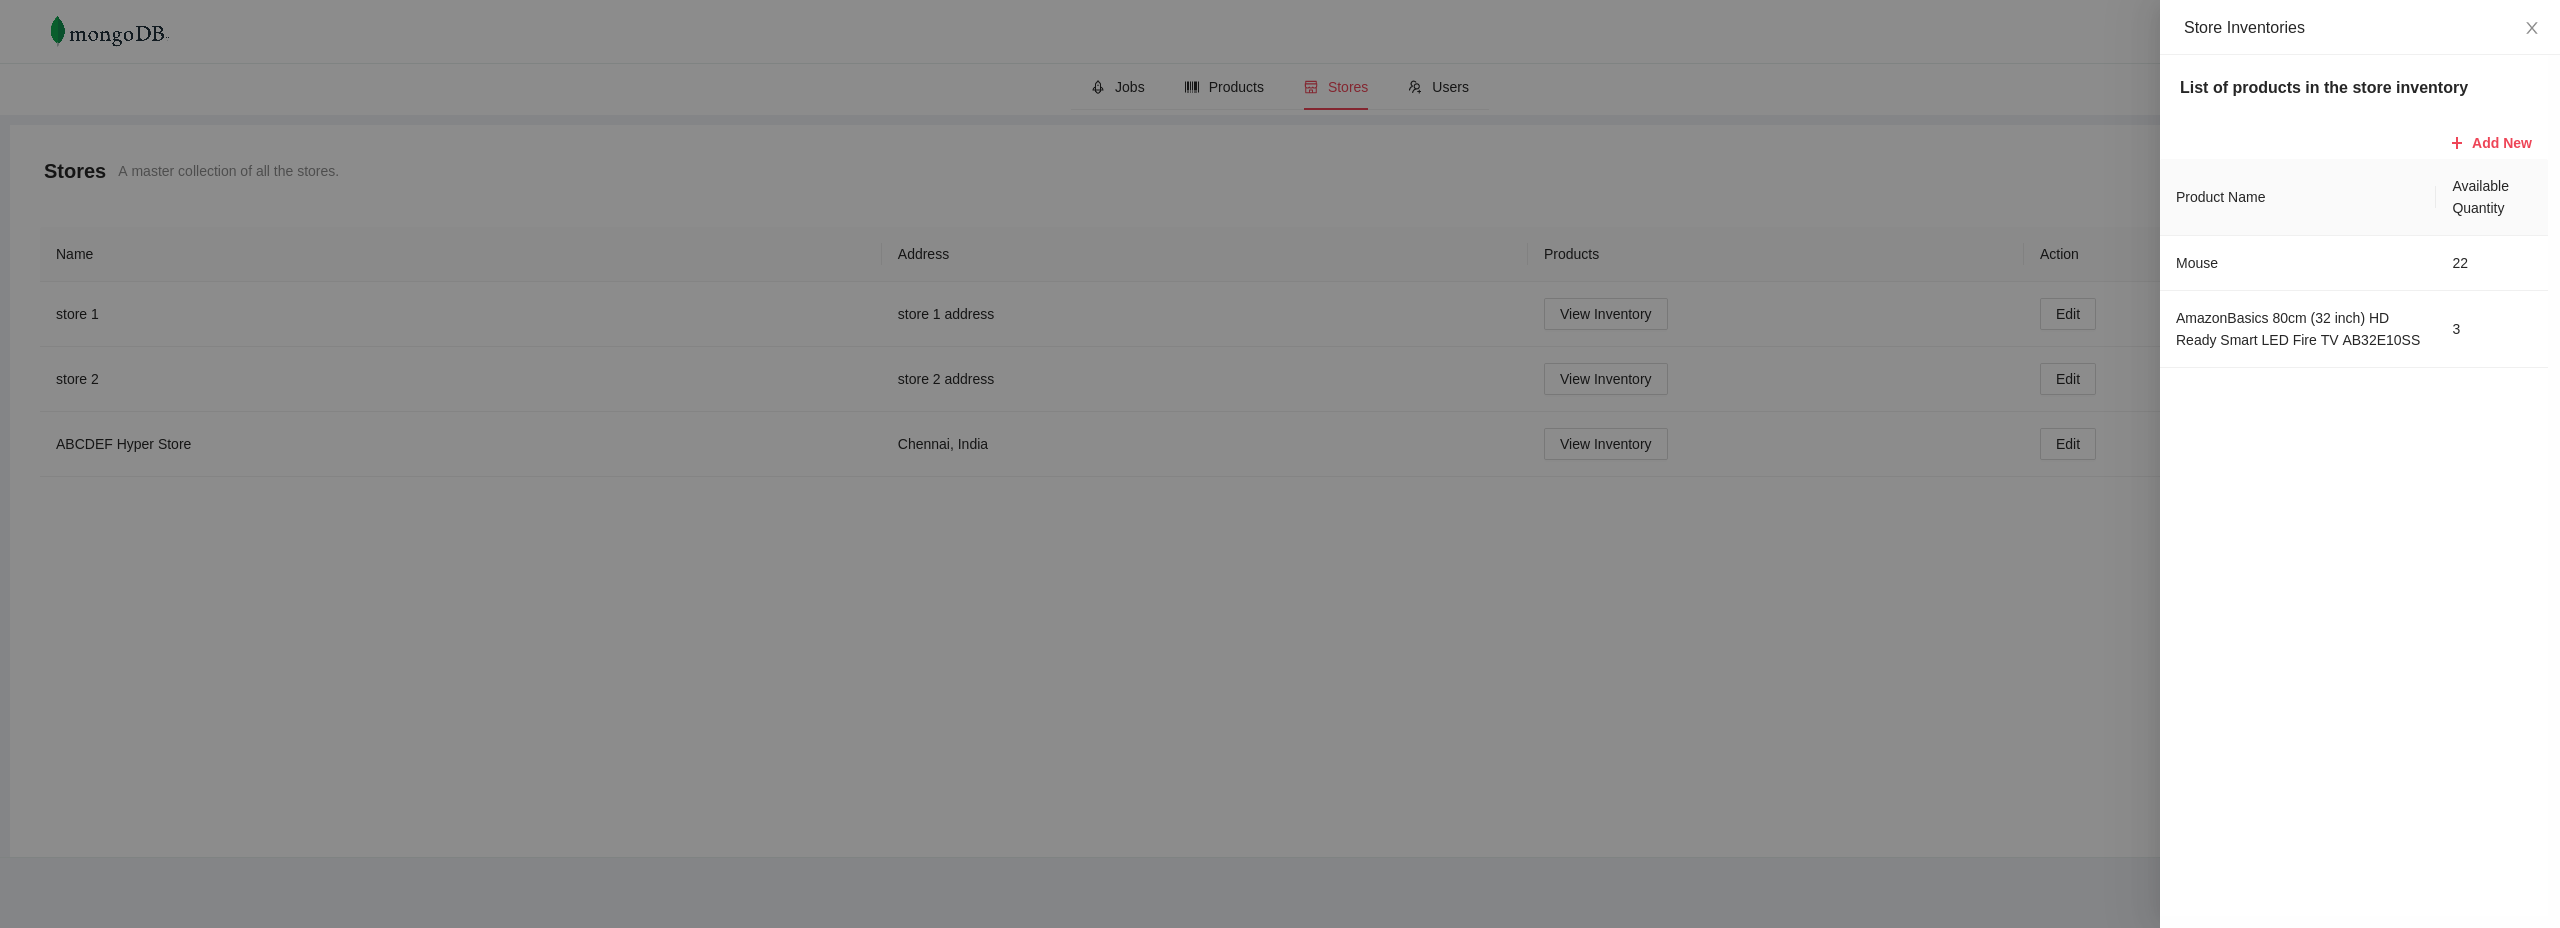 mongoDB
Jobs
Products
Stores
Users
Stores A master collection of all the stores.
Name Address Products Action
store 1 store 1 address View Inventory Edit
store 2 store 2 address View Inventory Edit
ABCDEF Hyper Store Chennai, India View Inventory Edit
Store Inventories
List of products in the store inventory
+ Add New
Product Name
Available
Quantity
Mouse 22
AmazonBasics 80cm (32 inch) HD
Ready Smart LED Fire TV AB32E10SS
3